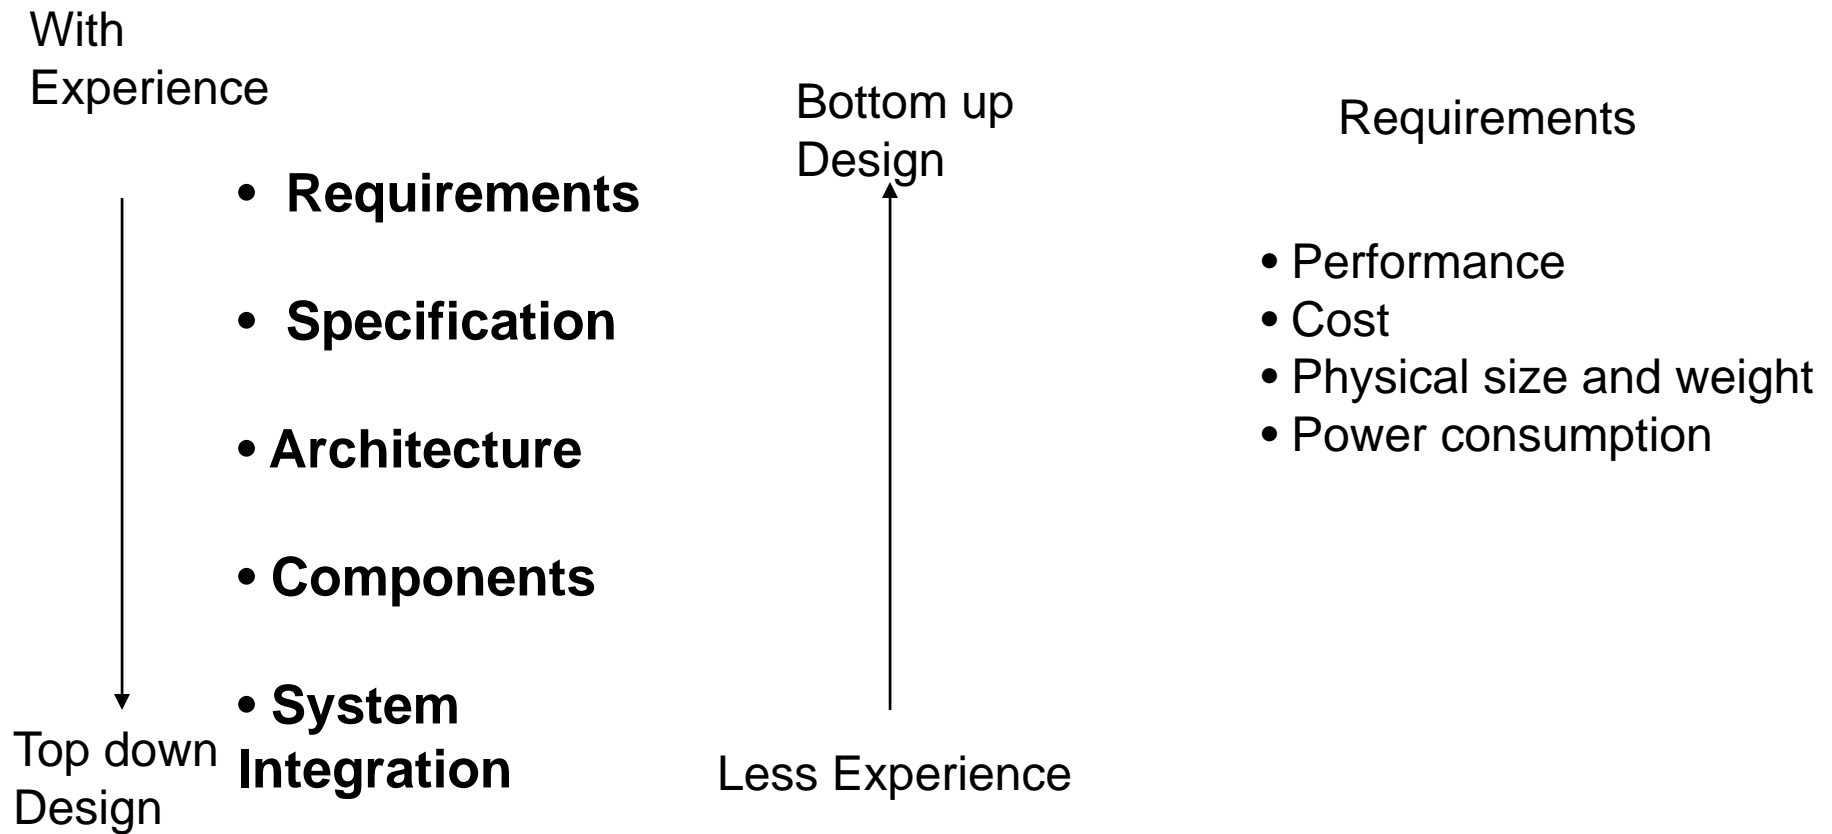 With
Experience
• Requirements
• Specification
• Architecture
• Components
• System
Integration
Top down
Design
Bottom up
Design
Less Experience
Requirements
• Performance
• Cost
• Physical size and weight
• Power consumption